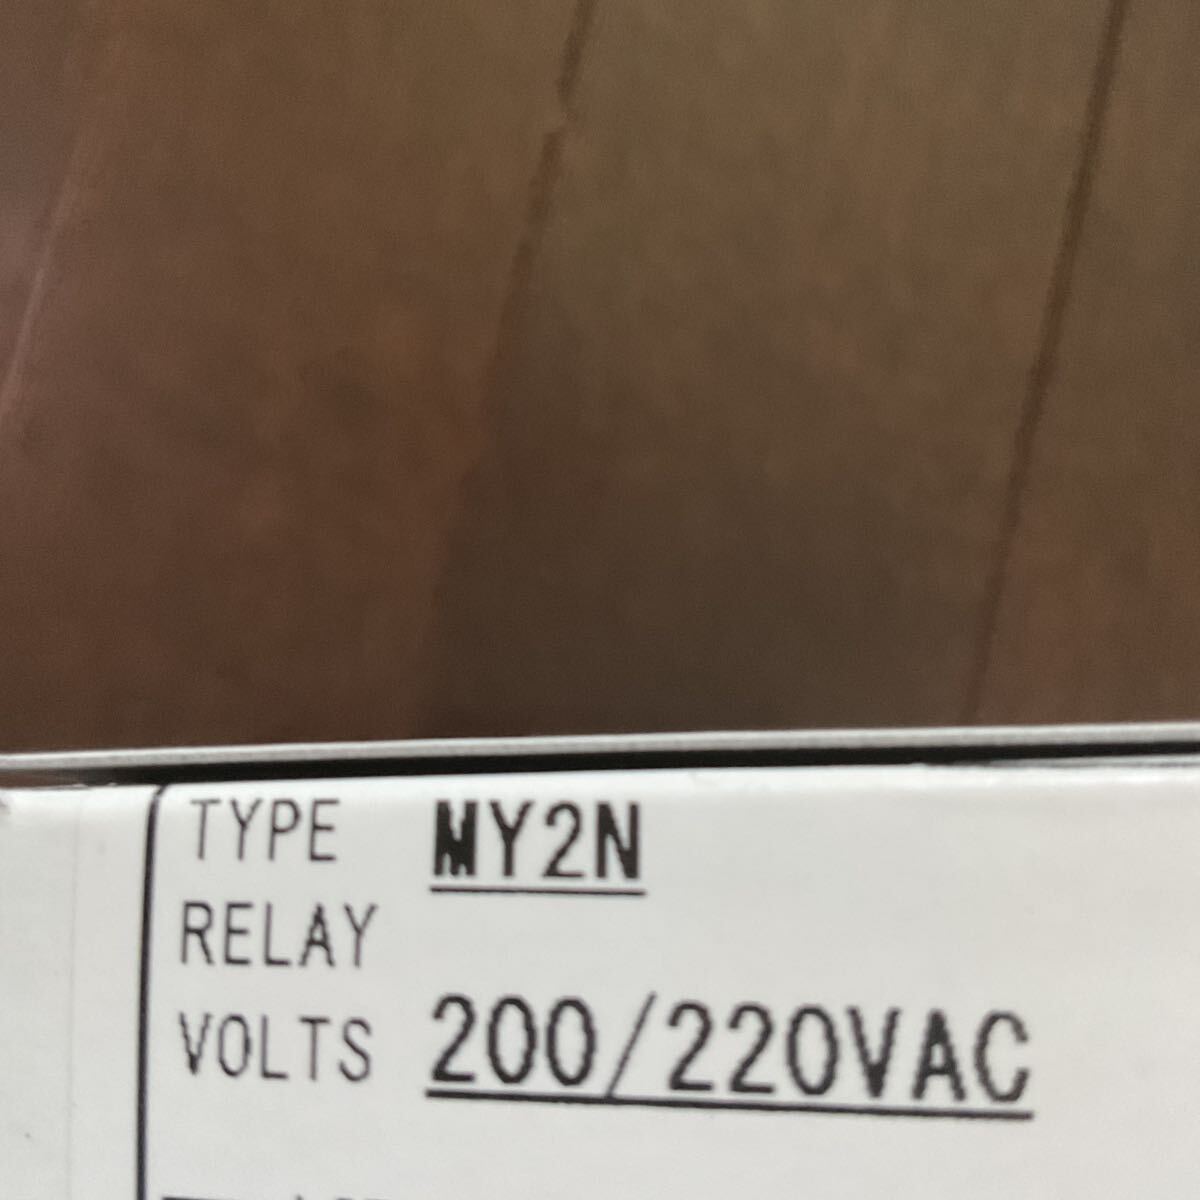 TYPE MY2N
RELAY
VOLTS 200/220VAC